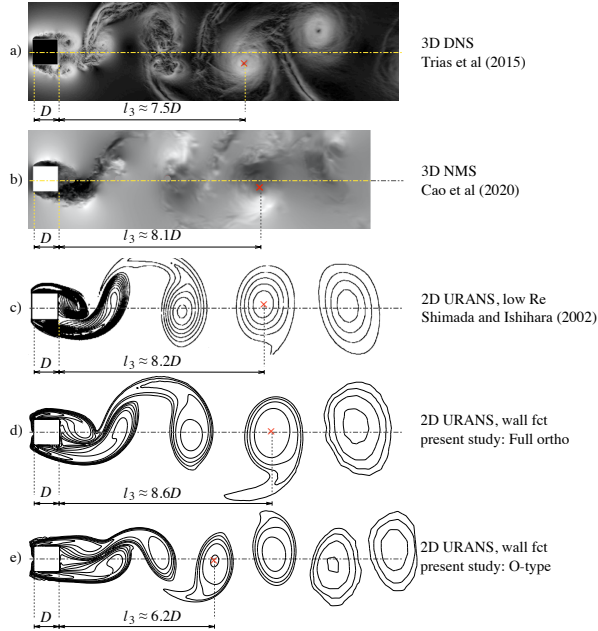 a)
3D DNS
Trias et al (2015)
D
l3 ≈ 7.5D
b)
3D NMS
Cao et al (2020)
D
l3 ≈ 8.1D
c)
2D URANS, low Re
Shimada and Ishihara (2002)
D
l3 ≈ 8.2D
d)
2D URANS, wall fct
present study: Full ortho
D
l3 ≈ 8.6D
e)
2D URANS, wall fct
present study: O-type
D
l3 ≈ 6.2D